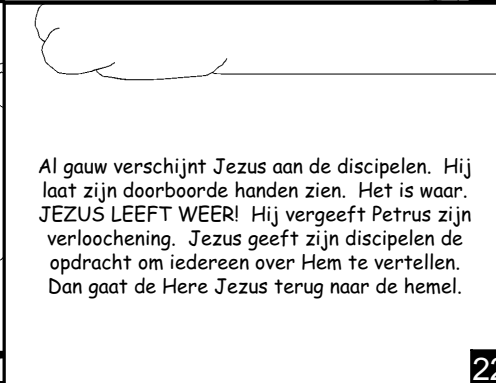 Al gauw verschijnt Jezus aan de discipelen. Hij
laat zijn doorboorde handen zien. Het is waar.
JEZUS LEEFT WEER! Hij vergeeft Petrus zijn
verloochening. Jezus geeft zijn discipelen de
opdracht om iedereen over Hem te vertellen.
Dan gaat de Here Jezus terug naar de hemel.
22